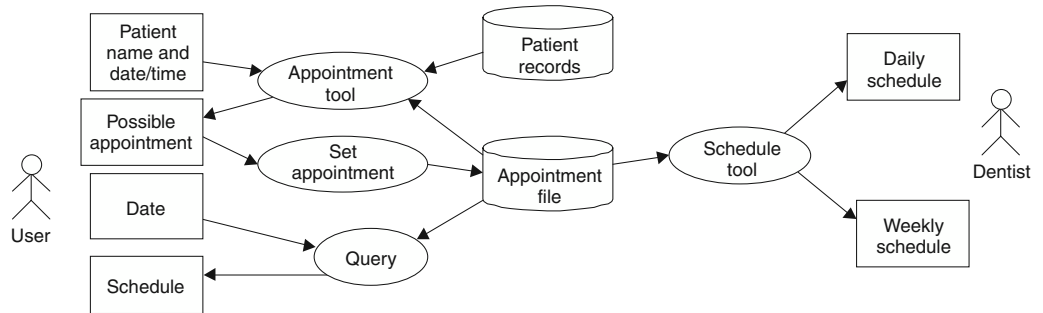 Patient
name and
date/time
Appointment
tool
Patient
records
Daily
schedule
Possible
appointment
Set
appointment
Appointment
file
Schedule
tool
Dentist
User
Date
Query
Weekly
schedule
Schedule